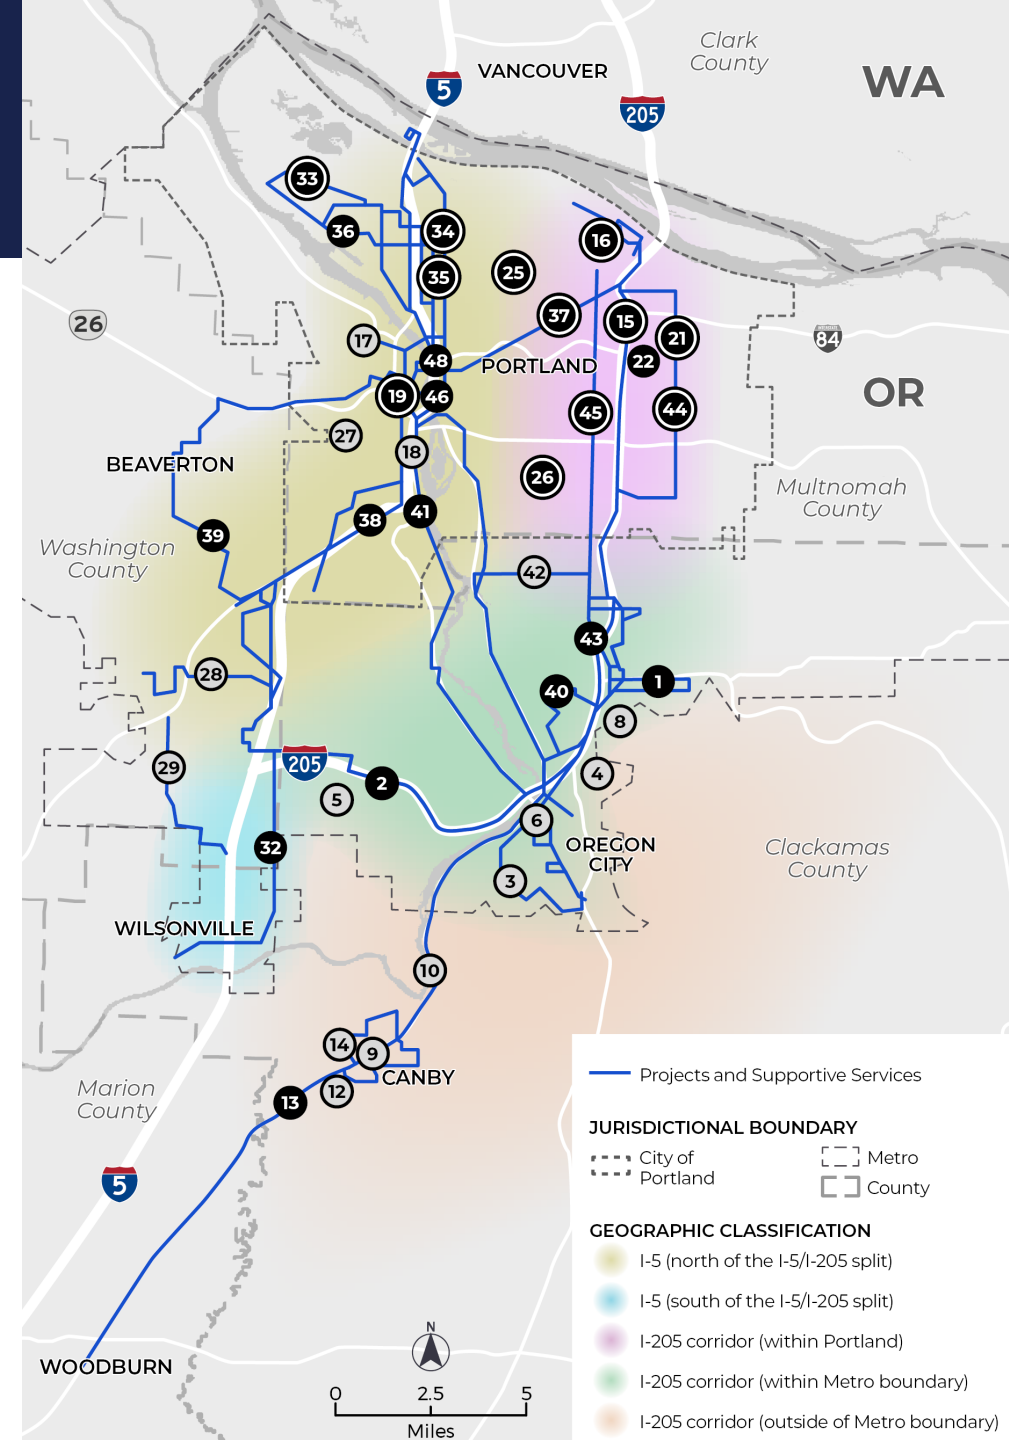 Clark
County
WA
VANCOUVER
5
205
33
36
34
16
35
25
26
37
15
21
17
84
48
22
PORTLAND
OR
19
46
45
44
27
18
BEAVERTON
26
Multnomah
County
38
41
39
Washington
County
42
43
28
1
40
8
29
205
2
4
5
6
OREGON
CITY
32
Clackamas
County
3
WILSONVILLE
10
14
9
CANBY
12
Marion
County
13
5
WOODBURN
N
0 2.5 5
Miles
Projects and Supportive Services
JURISDICTIONAL BOUNDARY
City of
Portland
Metro
County
GEOGRAPHIC CLASSIFICATION
I-5 (north of the I-5/I-205 split)
I-5 (south of the I-5/I-205 split)
I-205 corridor (within Portland)
I-205 corridor (within Metro boundary)
I-205 corridor (outside of Metro boundary)